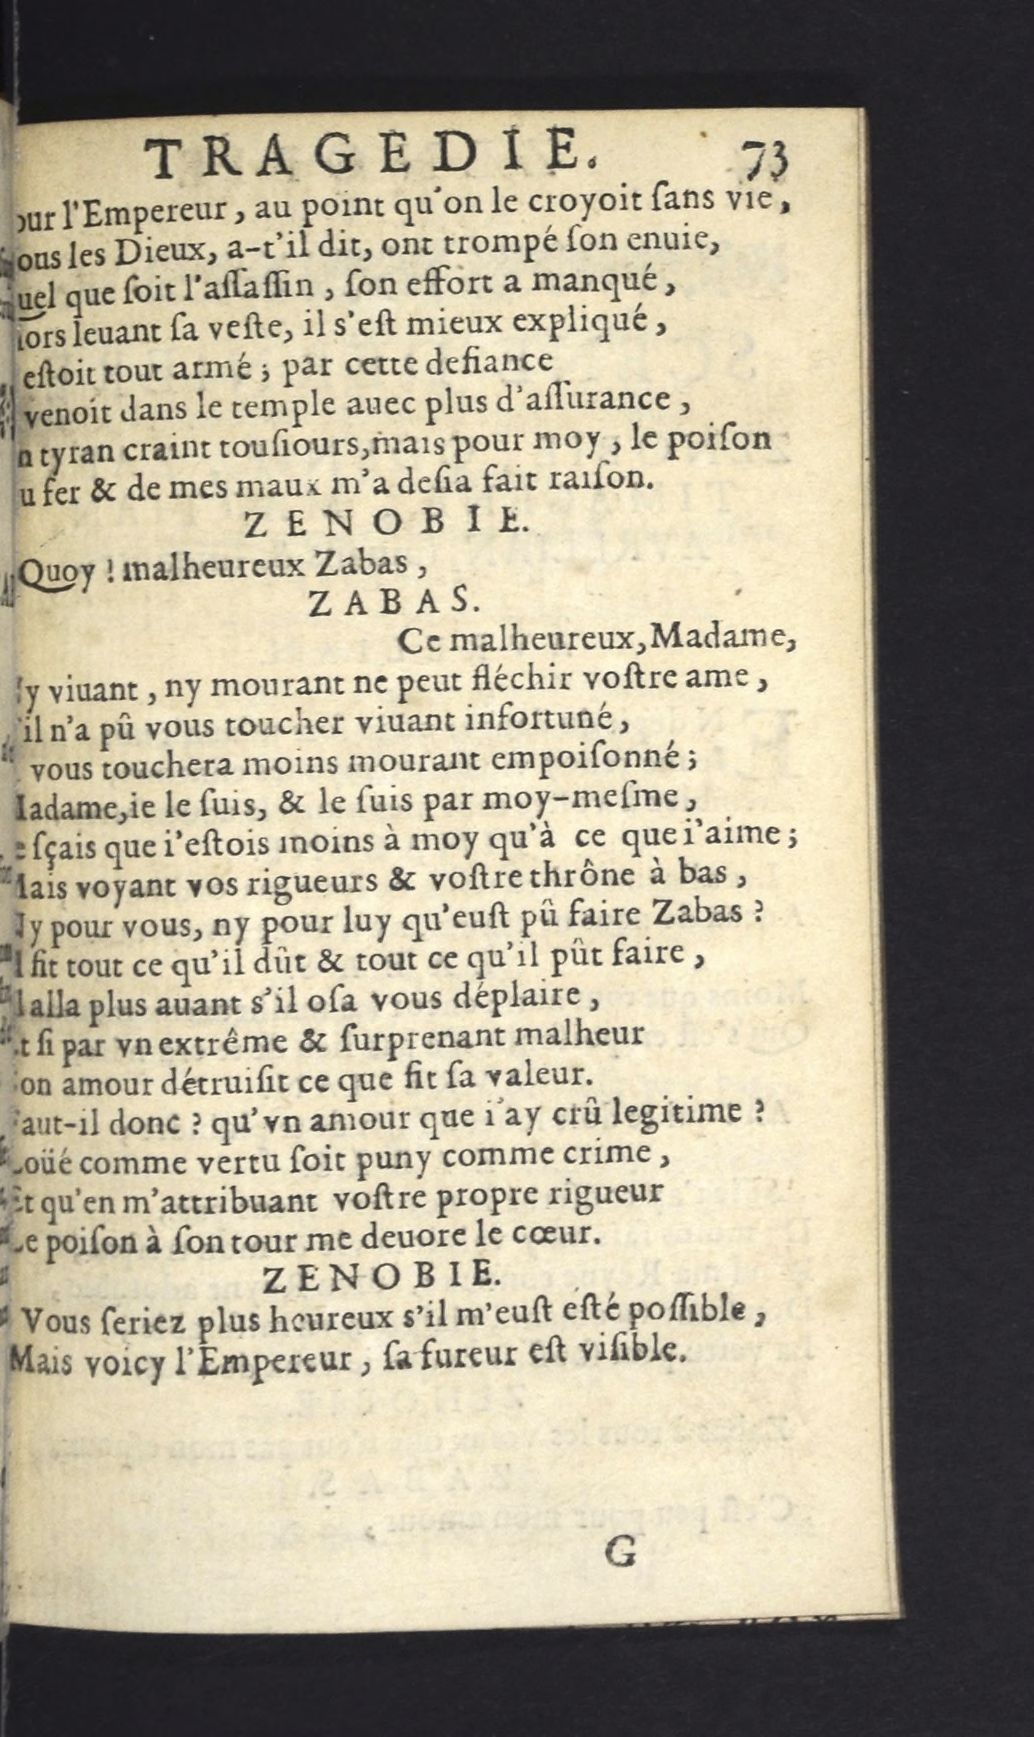 TRAGEDIE. 73
our l'Empereur, au point qu'on le croyoit ſans vie,
ous les Dieux, a-t'il dit, ont trompé ſon enuie,
uel que ſoit l'aſſaſſin, ſon effort a manqué,
lors leuant ſa veſte, il s'eſt mieux expliqué,
eſtoit tout armé; par cette defiance
venoit dans le temple auec plus d'aſſurance,
n tyran craint touſiours, mais pour moy, le poiſon
u fer & de mes maux m'a deſia fait raiſon.
ZENOBIE.
Quoy ! malheureux Zabas,
ZABAS.
Ce malheureux, Madame,
y viuant, ny mourant ne peut fléchir voſtre ame,
'il n'a pû vous toucher viuant infortuné,
vous touchera moins mourant empoiſonné;
adame, ie le ſuis, & le ſuis par moy-meſme,
e ſçais que i'eſtois moins à moy qu'à ce que i'aime;
ais voyant vos rigueurs & voſtre thrône à bas,
y pour vous, ny pour luy qu'euſt pû faire Zabas ?
l fit tout ce qu'il dût & tout ce qu'il pût faire,
l alla plus auant s'il oſa vous déplaire,
t ſi par vn extrême & ſurprenant malheur
on amour détruiſit ce que fit ſa valeur.
aut-il donc ? qu'vn amour que i'ay crû legitime ?
oüé comme vertu ſoit puny comme crime,
Et qu'en m'attribuant voſtre propre rigueur
Le poiſon à ſon tour me deuore le cœur.
ZENOBIE.
Vous ſeriez plus heureux s'il m'euſt eſté poſſible,
Mais voicy l'Empereur, ſa fureur eſt viſible.
G